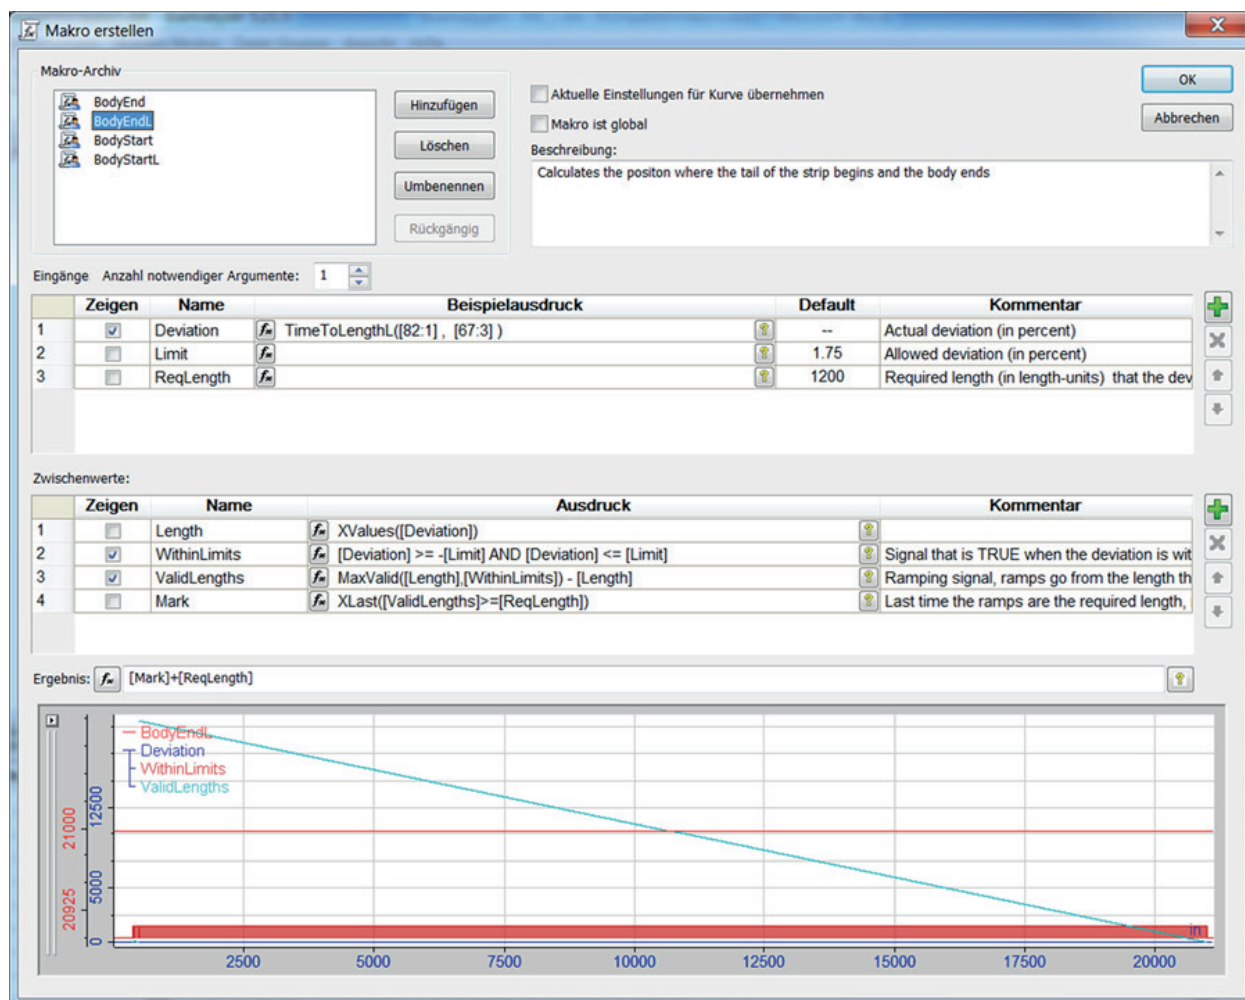 Makro erstellen
Makro-Archiv
BodyEnd
BodyEndL
BodyStart
BodyStartL
Hinzufügen
Löschen
Umbenennen
Rückgängig
Aktuelle Einstellungen für Kurve übernehmen
Makro ist global
Beschreibung:
Calculates the positon where the tail of the strip begins and the body ends
OK
Abbrechen
Eingänge Anzahl notwendiger Argumente: 1
Zeigen Name Beispielausdruck Default Kommentar
1 Deviation TimeToLengthL([82:1] , [67:3] ) -- Actual deviation (in percent)
2 Limit 1.75 Allowed deviation (in percent)
3 ReqLength 1200 Required length (in length-units) that the dev
Zwischenwerte:
Zeigen Name Ausdruck Kommentar
1 Length XValues([Deviation])
2 WithinLimits [Deviation] >= -[Limit] AND [Deviation] <= [Limit] Signal that is TRUE when the deviation is wit
3 ValidLengths MaxValid([Length],[WithinLimits]) - [Length] Ramping signal, ramps go from the length th
4 Mark XLast([ValidLengths]>=[ReqLength]) Last time the ramps are the required length,
Ergebnis: [Mark]+[ReqLength]
BodyEndL
Deviation
WithinLimits
ValidLengths
21000
20925
12500
5000
0
in
2500 5000 7500 10000 12500 15000 17500 20000